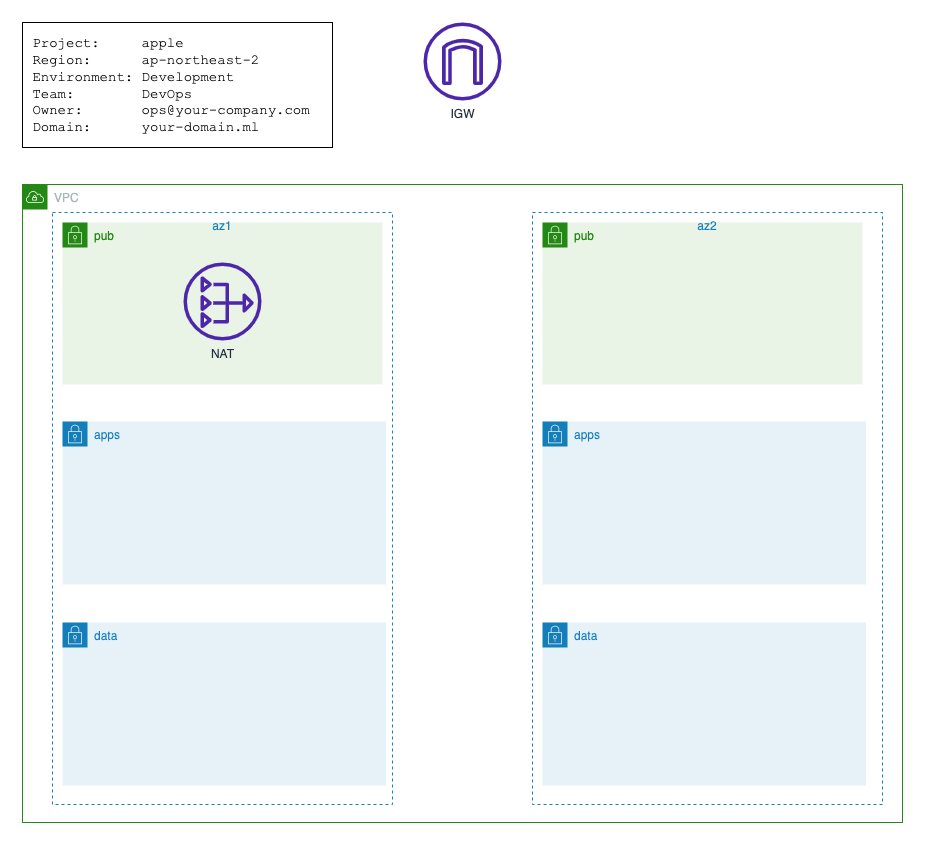 Project: apple
Region: ap-northeast-2
Environment: Development
Team: DevOps
Owner: ops@your-company.com
Domain: your-domain.ml
IGW
VPC
az1
az2
pub
pub
NAT
apps
apps
data
data